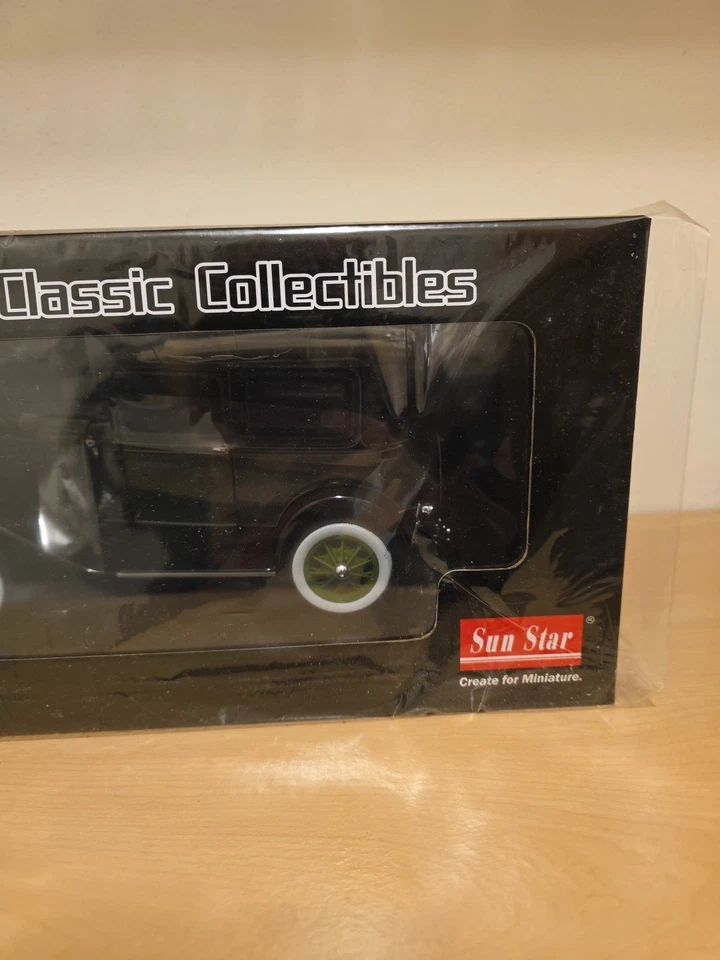 Classic Collectibles
Sun Star®
Create for Miniature.